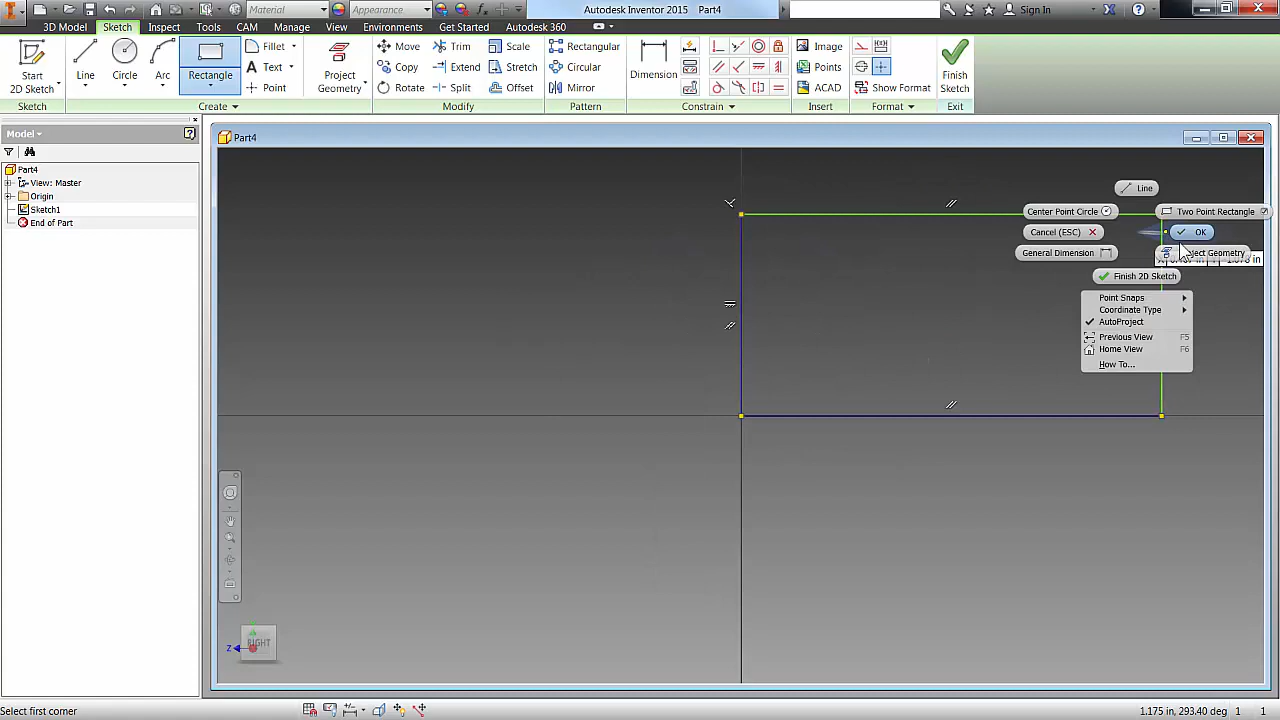 Material
Appearance
Autodesk Inventor 2015 Part4
Sign In
3D Model Sketch Inspect Tools CAM Manage View Environments Get Started Autodesk 360
Start
2D Sketch
Line
Circle
Arc
Rectangle
Fillet
Text
Point
Project
Geometry
Move
Copy
Rotate
Trim
Extend
Split
Scale
Stretch
Offset
Rectangular
Circular
Mirror
Dimension
Image
Points
ACAD
Show Format
Finish
Sketch
Sketch Create Modify Pattern Constrain Insert Format Exit
Model
Part4
View: Master
Origin
Sketch1
End of Part
Part4
Line
Center Point Circle
Two Point Rectangle
Cancel (ESC)
OK
General Dimension
Geometry
Finish 2D Sketch
Point Snaps
Coordinate Type
AutoProject
Previous View F5
Home View F6
How To...
RIGHT
Z
Select first corner
1.175 in, 293.40 deg 1 1